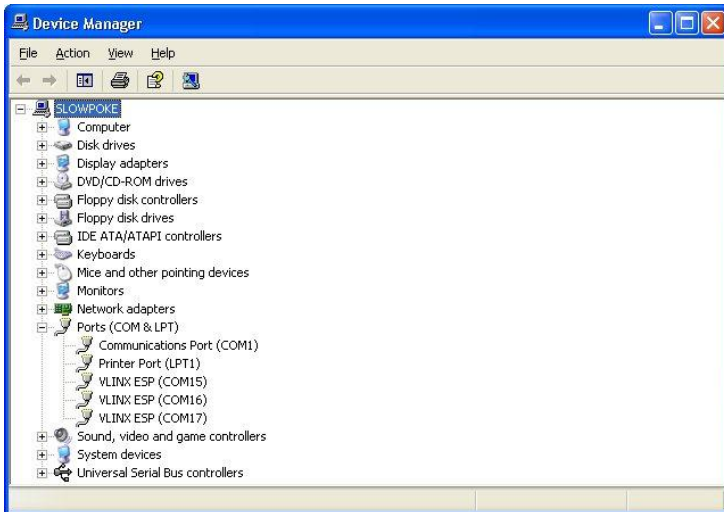 Device Manager
File Action View Help
SLOWPOKE
Computer
Disk drives
Display adapters
DVD/CD-ROM drives
Floppy disk controllers
Floppy disk drives
IDE ATA/ATAPI controllers
Keyboards
Mice and other pointing devices
Monitors
Network adapters
Ports (COM & LPT)
Communications Port (COM1)
Printer Port (LPT1)
VLINX ESP (COM15)
VLINX ESP (COM16)
VLINX ESP (COM17)
Sound, video and game controllers
System devices
Universal Serial Bus controllers